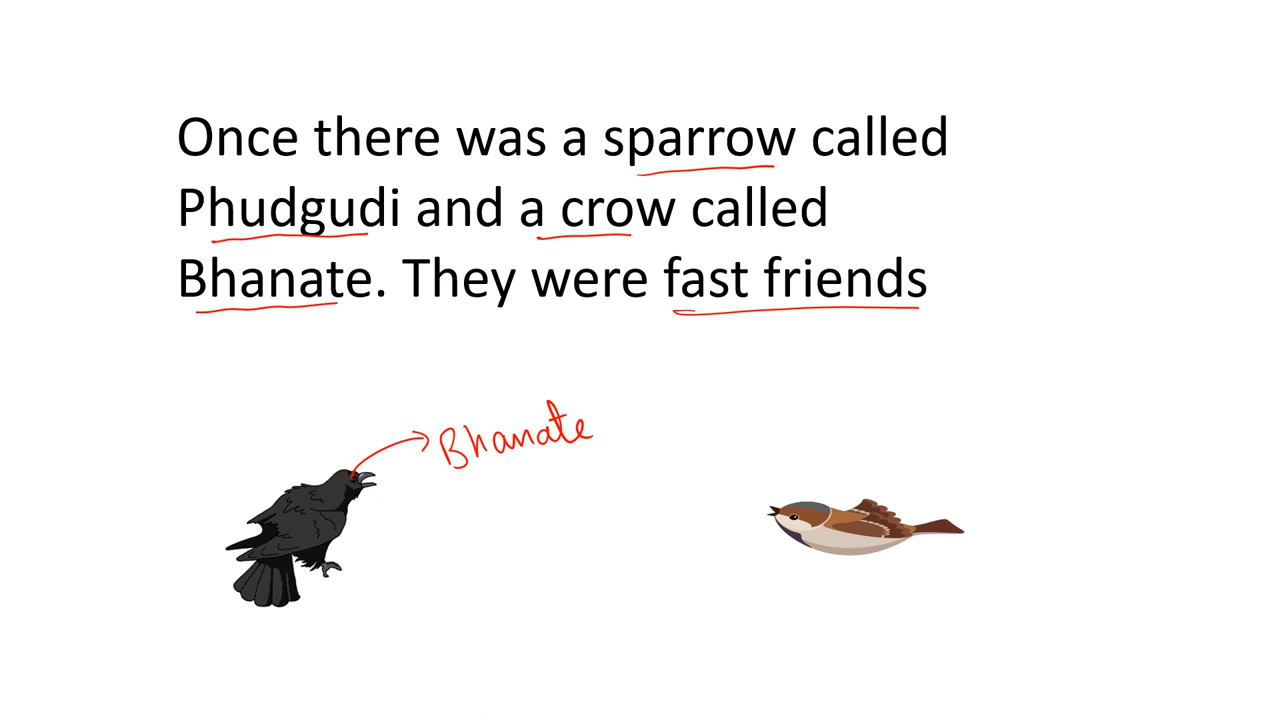 Once there was a sparrow called
Phudgudi and a crow called
Bhanate. They were fast friends
Bhanate